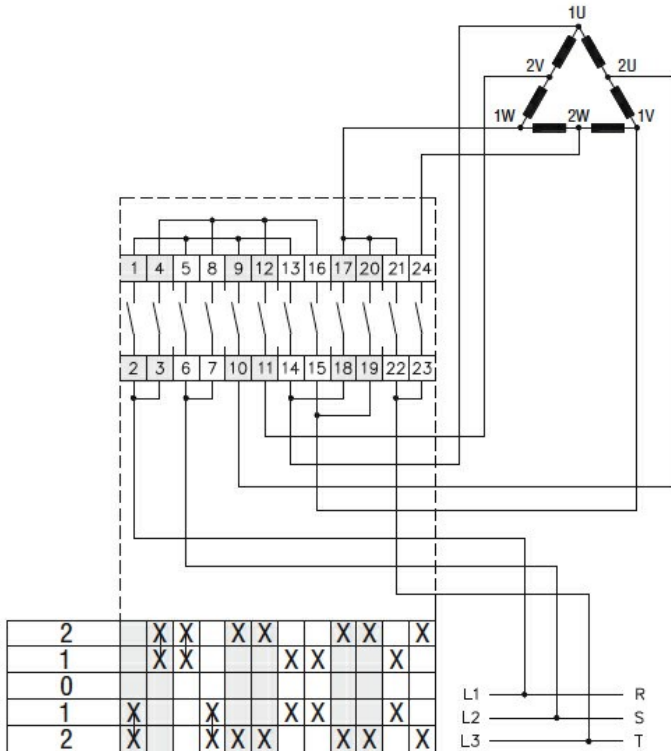 1U
2V 2U
1W 2W 1V
1 4 5 8 9 12 13 16 17 20 21 24
2 3 6 7 10 11 14 15 18 19 22 23
2 X X X X X X X
1 X X X X X
0
1 X X X X X
2 X X X X X X X
L1 R
L2 S
L3 T